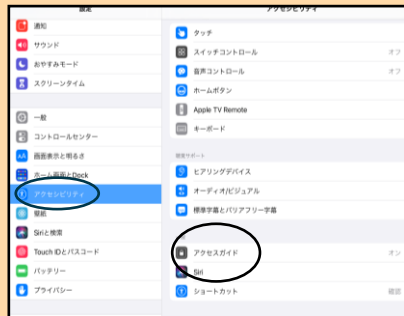 設定
通知
サウンド
おやすみモード
スクリーンタイム
一般
コントロールセンター
画面表示と明るさ
ホーム画面とDock
アクセシビリティ
壁紙
Siriと検索
Touch IDとパスコード
バッテリー
プライバシー
アクセシビリティ
タッチ
スイッチコントロール オフ
音声コントロール オフ
ホームボタン
Apple TV Remote
キーボード
聴覚サポート
ヒアリングデバイス
オーディオ/ビジュアル
標準字幕とバリアフリー字幕
アクセスガイド オン
Siri
ショートカット 確認